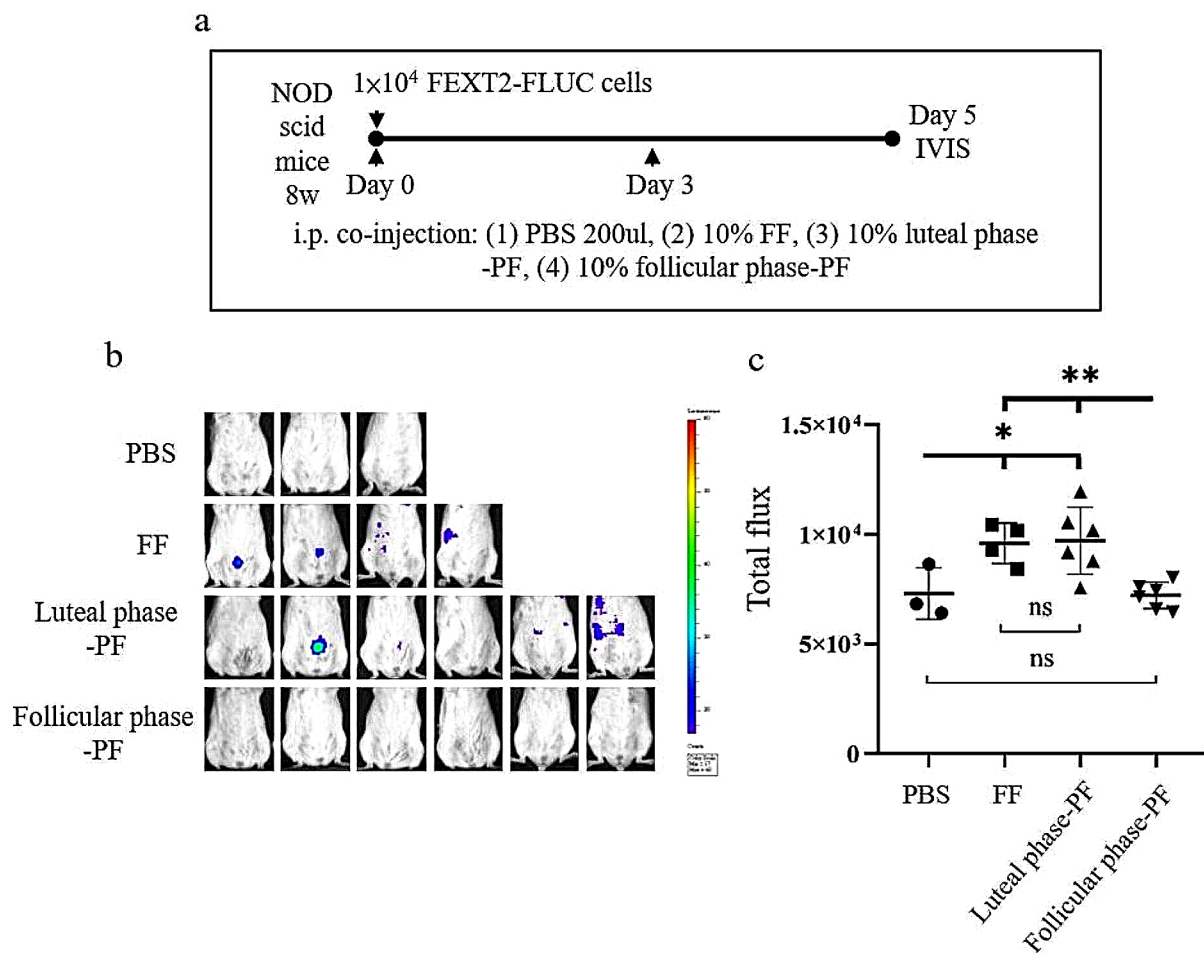 a
NOD
scid
mice
8w
1×10⁴ FEXT2-FLUC cells
Day 0
Day 3
Day 5
IVIS
i.p. co-injection: (1) PBS 200ul, (2) 10% FF, (3) 10% luteal phase
-PF, (4) 10% follicular phase-PF
b
PBS
FF
Luteal phase
-PF
Follicular phase
-PF
c
Total flux
1.5×10⁴
1×10⁴
5×10³
0
**
*
ns
ns
PBS
FF
Luteal phase-PF
Follicular phase-PF